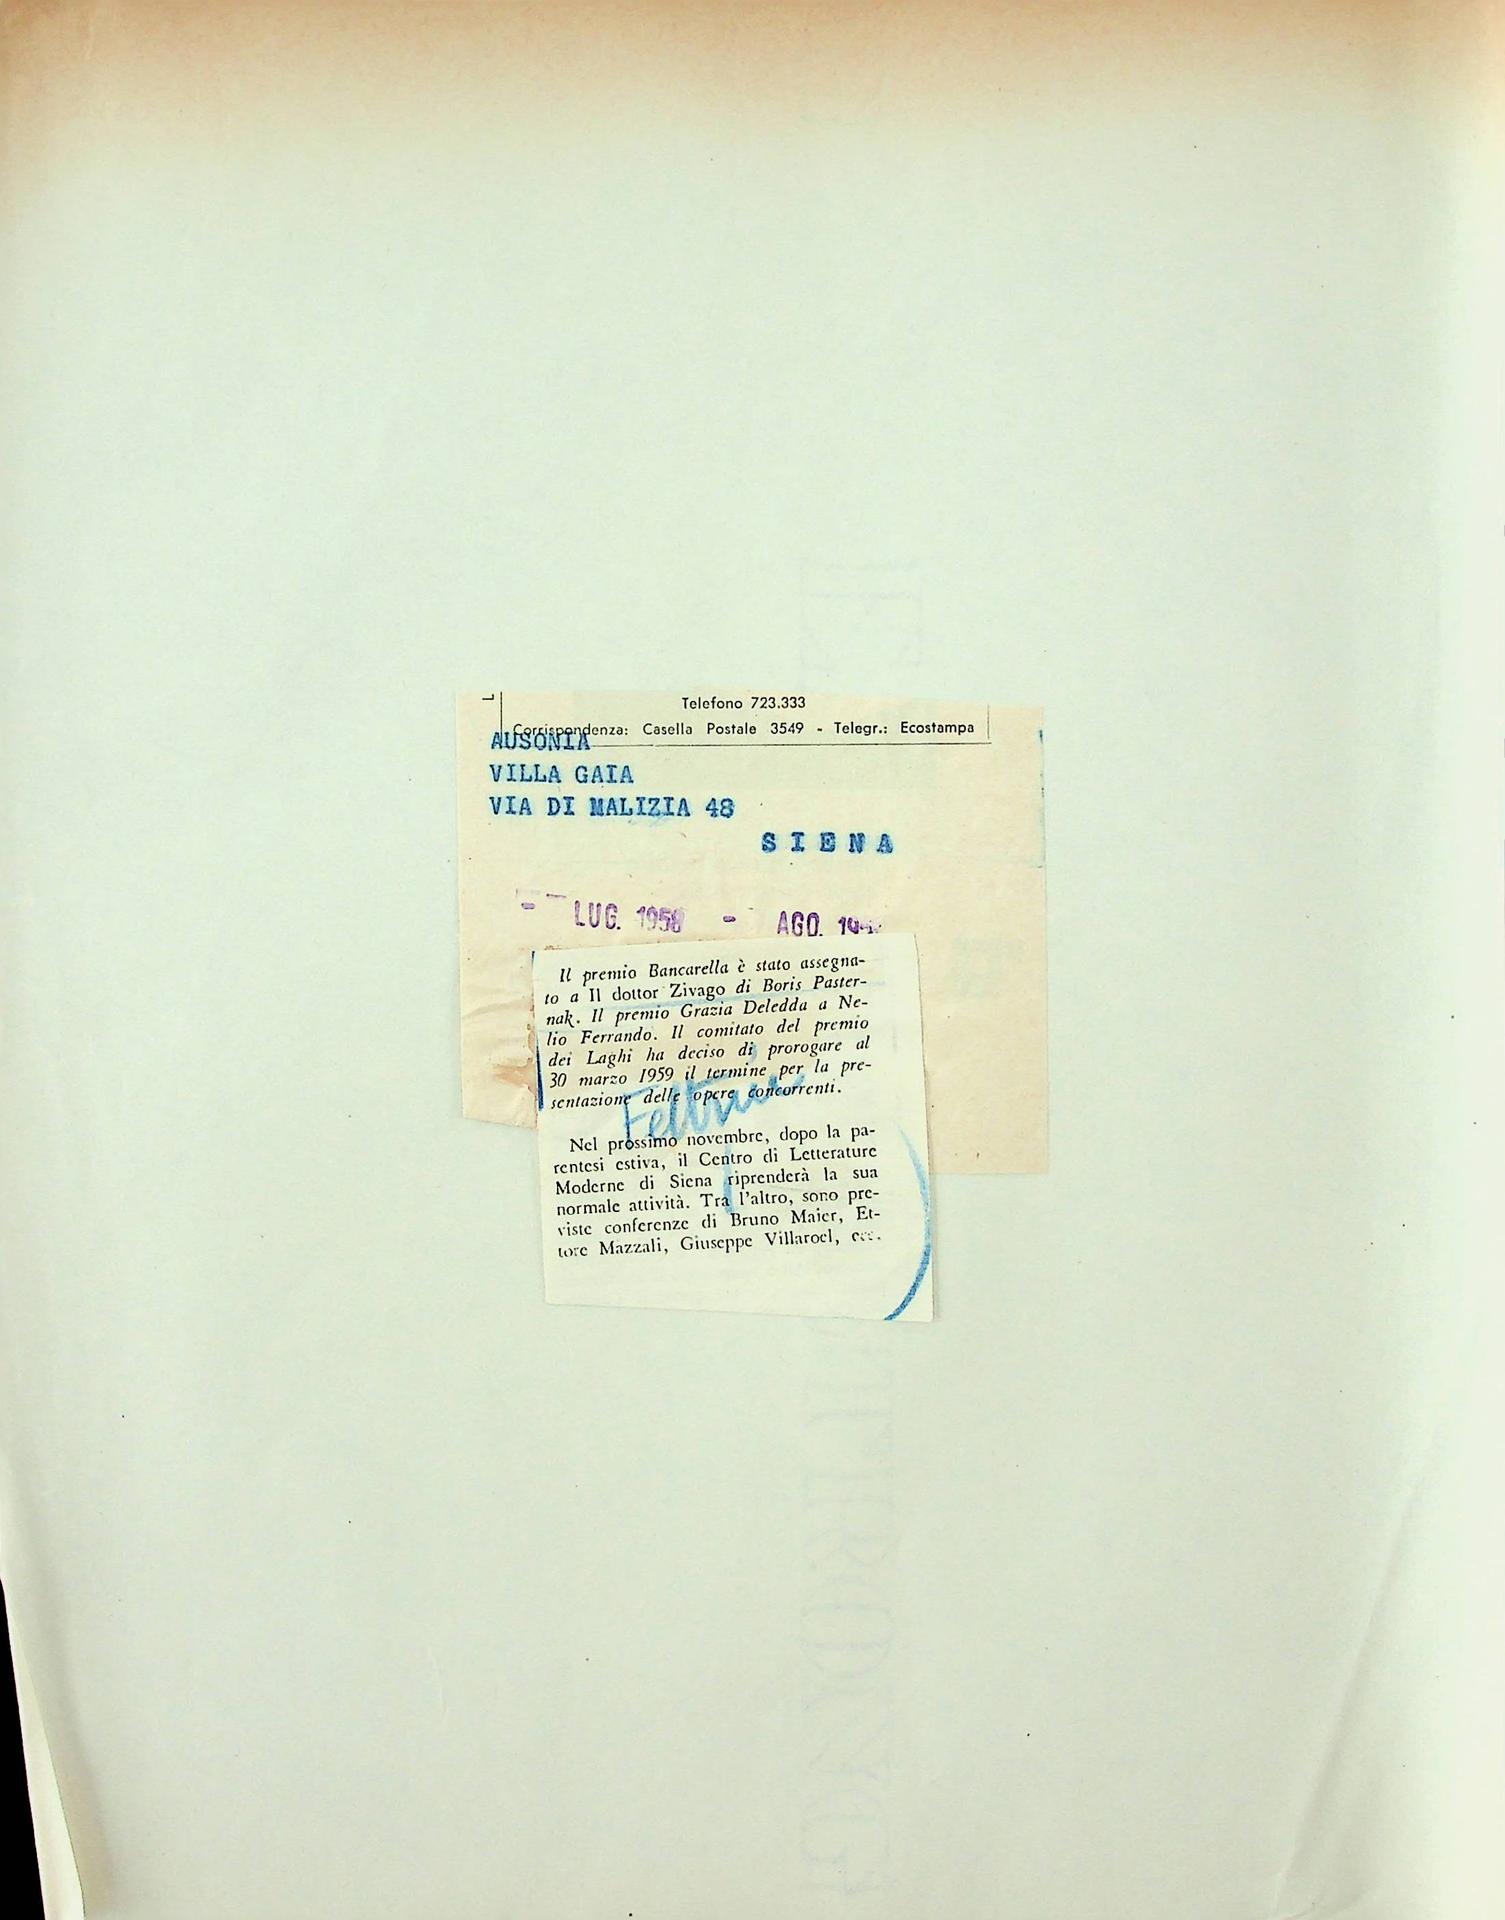 Telefono 723.333
Corrispondenza: Casella Postale 3549 - Telegr.: Ecostampa
AUSONIA
VILLA GAIA
VIA DI MALIZIA 48
SIENA
- LUG. 1958 - AGO.
Il premio Bancarella è stato assegna-
to a Il dottor Zivago di Boris Paster-
nak. Il premio Grazia Deledda a Ne-
lio Ferrando. Il comitato del premio
dei Laghi ha deciso di prorogare al
30 marzo 1959 il termine per la pre-
sentazione delle opere concorrenti.
Nel prossimo novembre, dopo la pa-
rentesi estiva, il Centro di Letterature
Moderne di Siena riprenderà la sua
normale attività. Tra l'altro, sono pre-
viste conferenze di Bruno Maier, Et-
tore Mazzali, Giuseppe Villaroel, ecc.